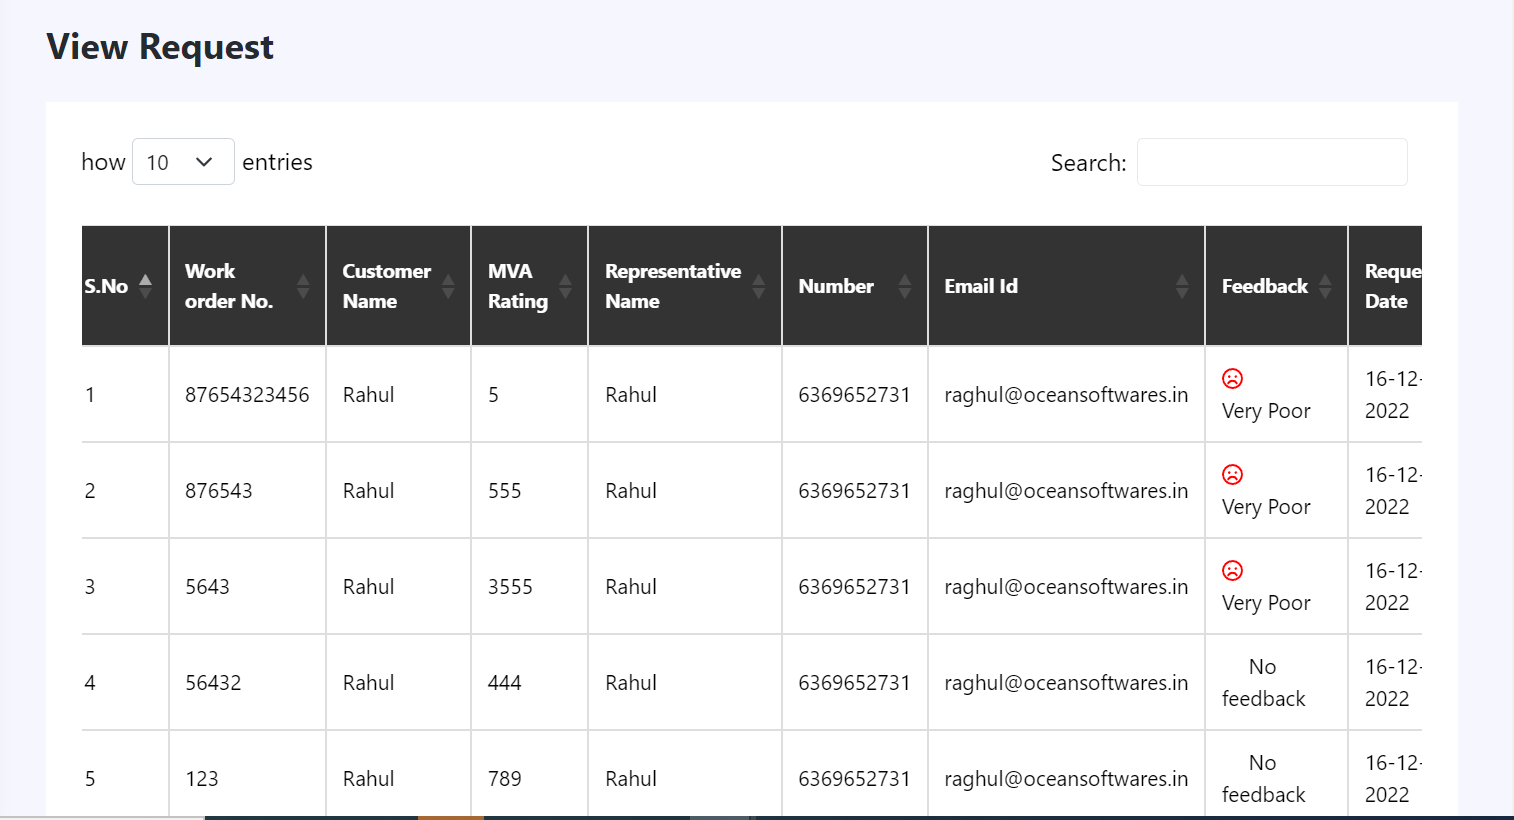 View Request
how 10 entries Search:
S.No Work order No. Customer Name MVA Rating Representative Name Number Email Id Feedback Reque Date
1 87654323456 Rahul 5 Rahul 6369652731 raghul@oceansoftwares.in Very Poor 16-12-2022
2 876543 Rahul 555 Rahul 6369652731 raghul@oceansoftwares.in Very Poor 16-12-2022
3 5643 Rahul 3555 Rahul 6369652731 raghul@oceansoftwares.in Very Poor 16-12-2022
4 56432 Rahul 444 Rahul 6369652731 raghul@oceansoftwares.in No feedback 16-12-2022
5 123 Rahul 789 Rahul 6369652731 raghul@oceansoftwares.in No feedback 16-12-2022